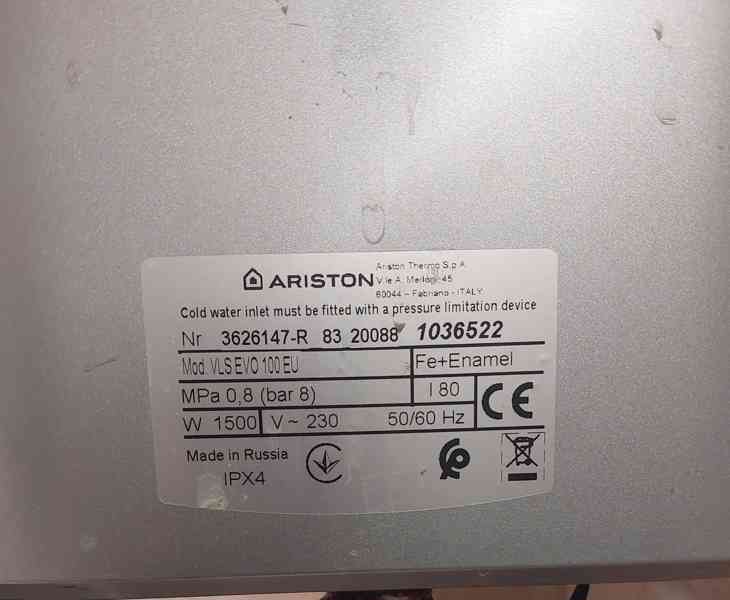 ARISTON
Ariston Thermo S.p.A.
V.le A. Merloni 45
60044 – Fabriano - ITALY
Cold water inlet must be fitted with a pressure limitation device
Nr 3626147-R 83 20088 1036522
Mod. VLS EVO 100 EU Fe+Enamel
MPa 0,8 (bar 8) l 80
CE
W 1500 V ~ 230 50/60 Hz
Made in Russia
IPX4